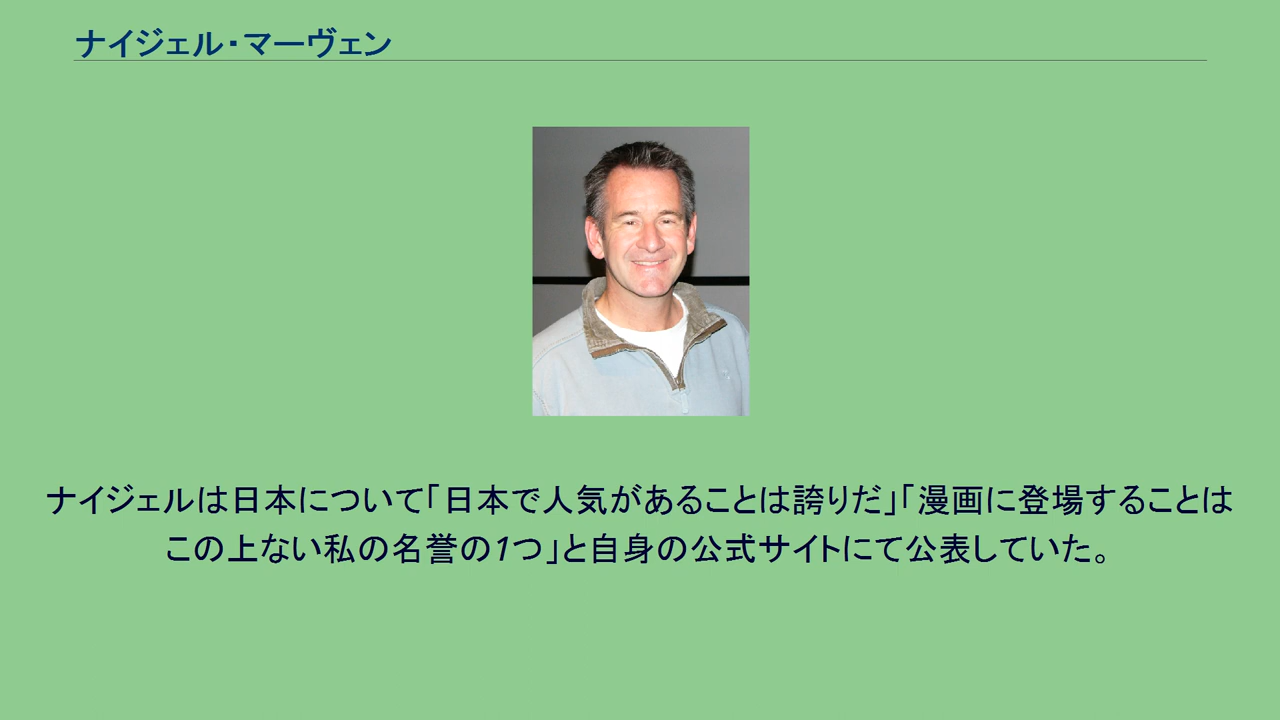 ナイジェル・マーヴェン
ナイジェルは日本について「日本で人気があることは誇りだ」「漫画に登場することは
この上ない私の名誉の1つ」と自身の公式サイトにて公表していた。